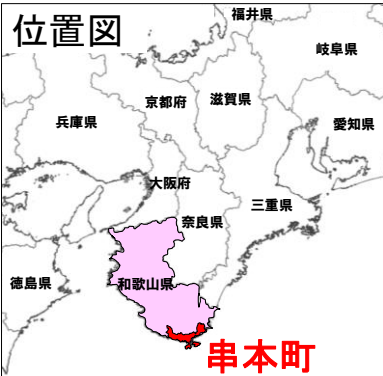 位置図
福井県
岐阜県
京都府
滋賀県
兵庫県
愛知県
大阪府
奈良県
三重県
徳島県
和歌山県
串本町